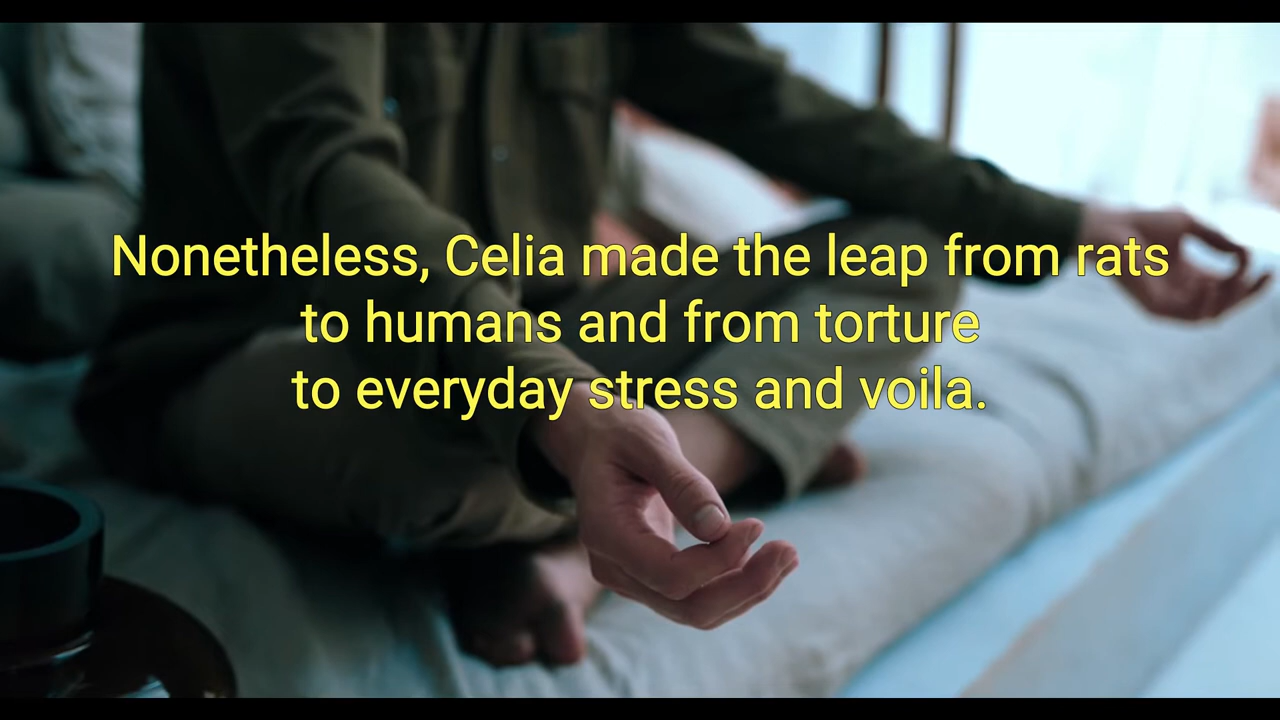 Nonetheless, Celia made the leap from rats
to humans and from torture
to everyday stress and voila.